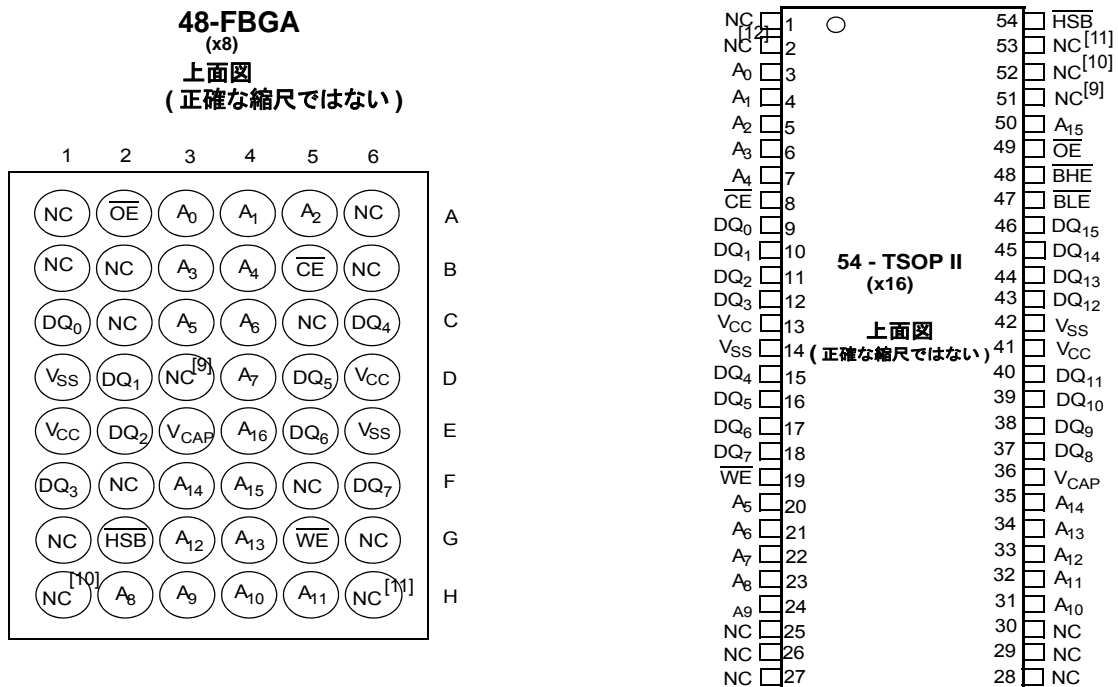 48-FBGA
(x8)
上面図
( 正確な縮尺ではない )
1 2 3 4 5 6
NC OE A0 A1 A2 NC A
NC NC A3 A4 CE NC B
DQ0 NC A5 A6 NC DQ4 C
VSS DQ1 NC[9] A7 DQ5 VCC D
VCC DQ2 VCAP A16 DQ6 VSS E
DQ3 NC A14 A15 NC DQ7 F
NC HSB A12 A13 WE NC G
NC[10] A8 A9 A10 A11 NC[11] H
NC 1
[12]
NC 2
A0 3
A1 4
A2 5
A3 6
A4 7
CE 8
DQ0 9
DQ1 10
DQ2 11
DQ3 12
VCC 13
VSS 14
DQ4 15
DQ5 16
DQ6 17
DQ7 18
WE 19
A5 20
A6 21
A7 22
A8 23
A9 24
NC 25
NC 26
NC 27
54 - TSOP II
(x16)
上面図
( 正確な縮尺ではない )
54 HSB
53 NC[11]
52 NC[10]
51 NC[9]
50 A15
49 OE
48 BHE
47 BLE
46 DQ15
45 DQ14
44 DQ13
43 DQ12
42 VSS
41 VCC
40 DQ11
39 DQ10
38 DQ9
37 DQ8
36 VCAP
35 A14
34 A13
33 A12
32 A11
31 A10
30 NC
29 NC
28 NC